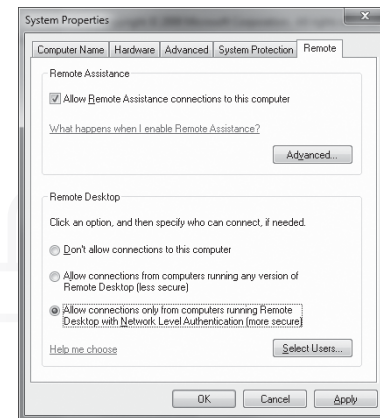 System Properties
Computer Name
Hardware
Advanced
System Protection
Remote
Remote Assistance
Allow Remote Assistance connections to this computer
What happens when I enable Remote Assistance?
Advanced...
Remote Desktop
Click an option, and then specify who can connect, if needed.
Don't allow connections to this computer
Allow connections from computers running any version of
Remote Desktop (less secure)
Allow connections only from computers running Remote
Desktop with Network Level Authentication (more secure)
Help me choose
Select Users...
OK
Cancel
Apply